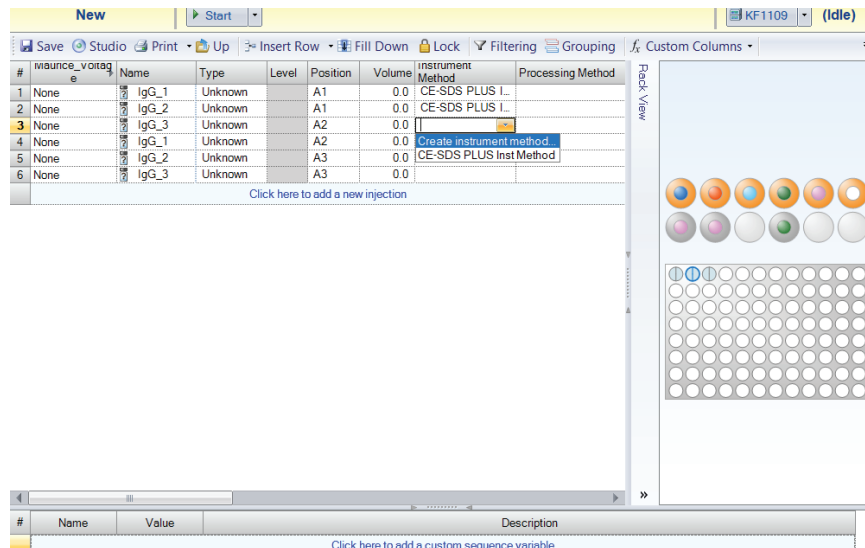 New Start KF1109 (Idle)
Save Studio Print Up Insert Row Fill Down Lock Filtering Grouping fx Custom Columns
# Maurice_Voltage Name Type Level Position Volume Instrument Method Processing Method
1 None IgG_1 Unknown A1 0.0 CE-SDS PLUS I...
2 None IgG_2 Unknown A1 0.0 CE-SDS PLUS I...
3 None IgG_3 Unknown A2 0.0
4 None IgG_1 Unknown A2 0.0 Create instrument method...
5 None IgG_2 Unknown A3 0.0 CE-SDS PLUS Inst Method
6 None IgG_3 Unknown A3 0.0
Click here to add a new injection
Rack View
»
# Name Value Description
Click here to add a custom sequence variable